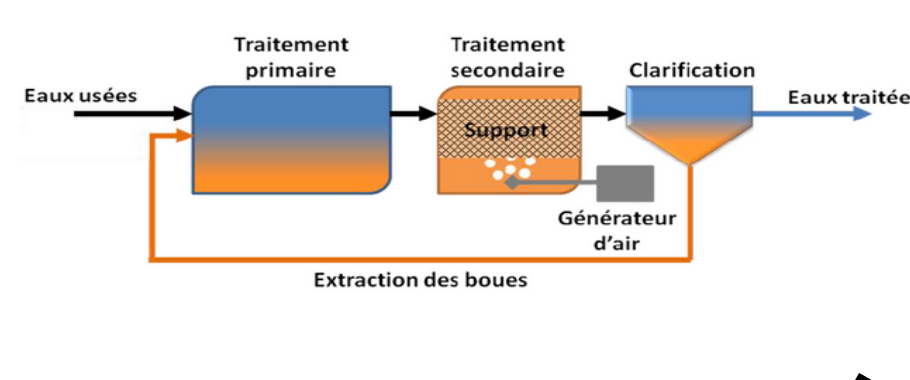 Traitement
primaire
Traitement
secondaire
Clarification
Eaux usées
Eaux traitée
Support
Générateur
d'air
Extraction des boues